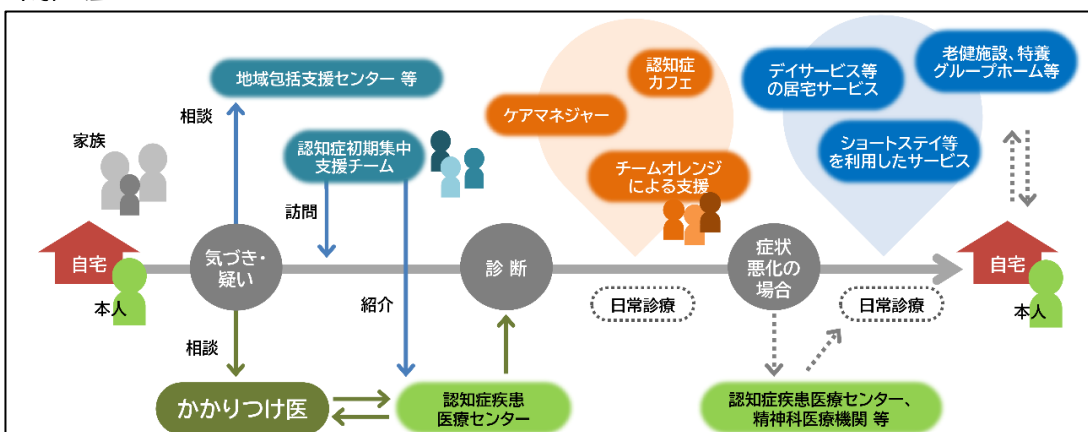 地域包括支援センター 等
相談
家族
認知症初期集中
支援チーム
訪問
自宅
本人
気づき・
疑い
相談
紹介
かかりつけ医
認知症疾患
医療センター
診断
ケアマネジャー
認知症
カフェ
チームオレンジ
による支援
日常診療
症状
悪化の
場合
デイサービス等
の居宅サービス
ショートステイ等
を利用したサービス
老健施設、特養
グループホーム等
日常診療
認知症疾患医療センター、
精神科医療機関 等
自宅
本人